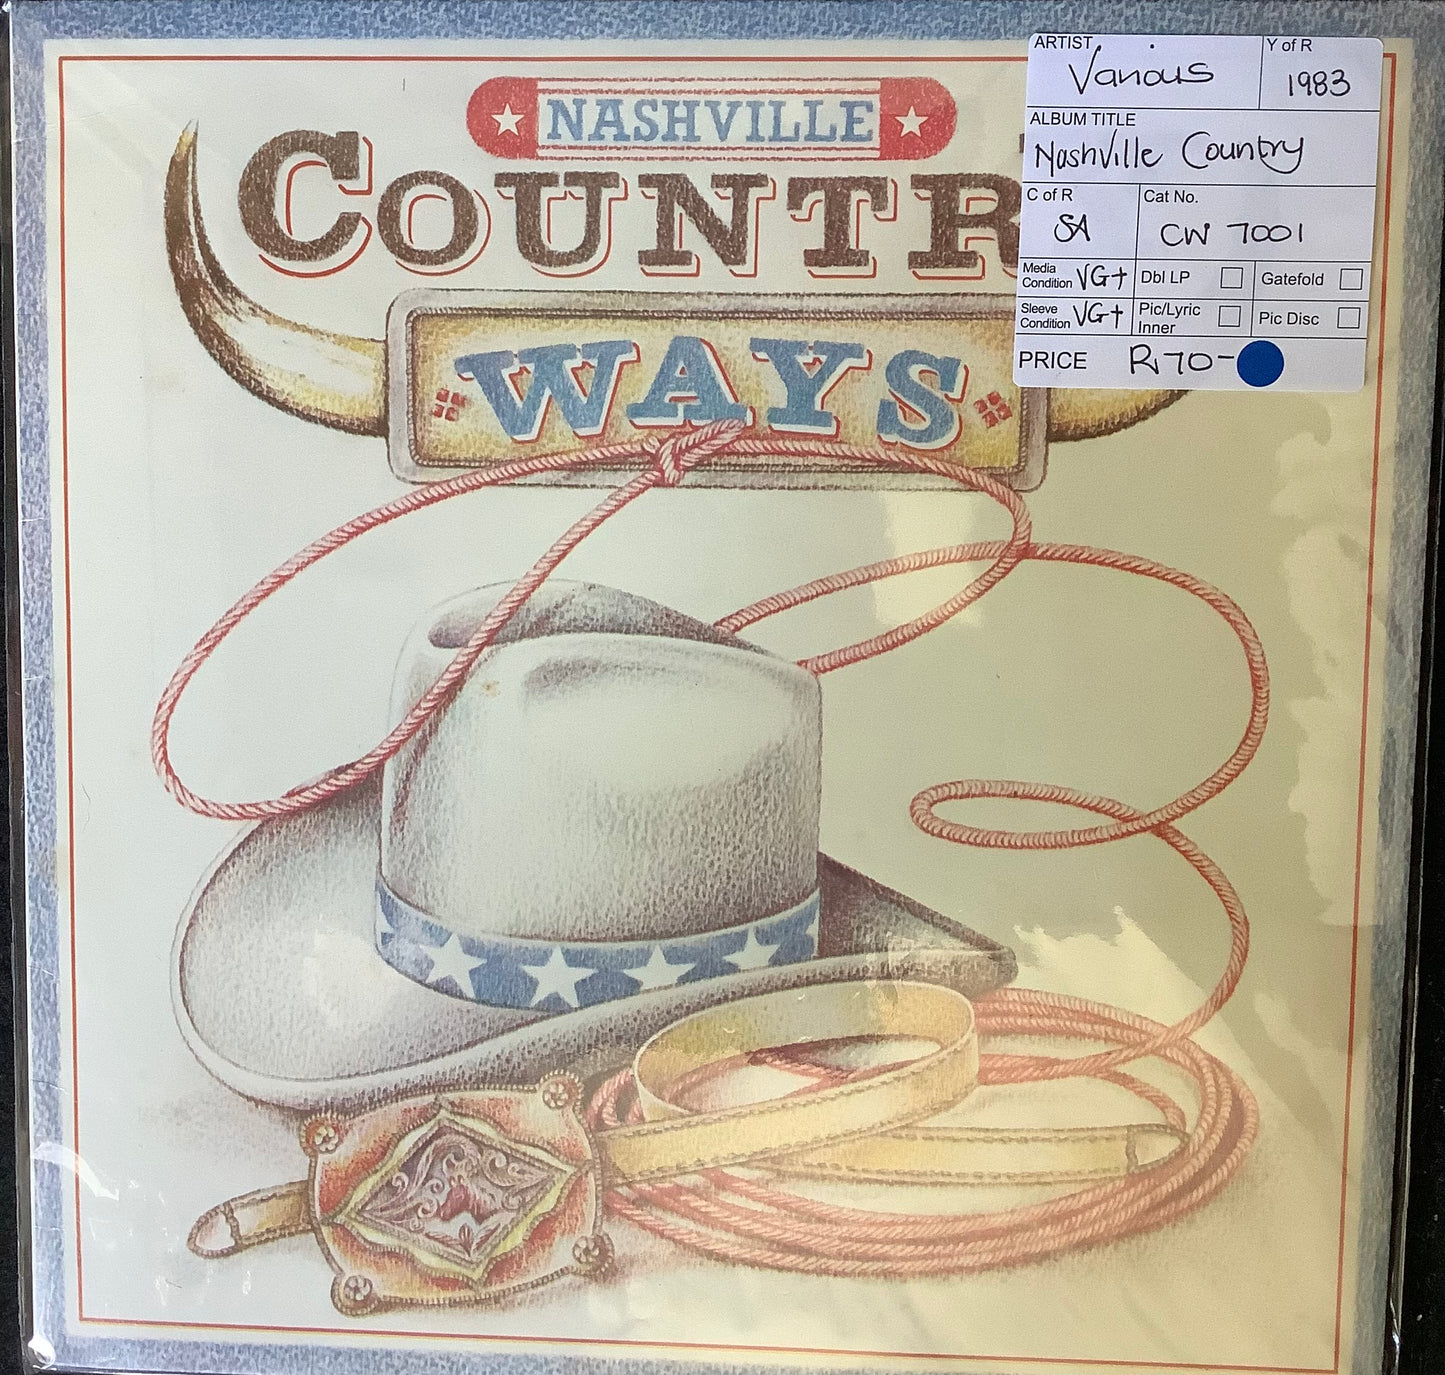 NASHVILLE
COUNTR
WAYS
ARTIST Various Y of R 1983
ALBUM TITLE
Nashville Country
C of R SA Cat No. CW 7001
Media Condition VG+ Dbl LP Gatefold
Sleeve Condition VG+ Pic/Lyric Inner Pic Disc
PRICE R170-